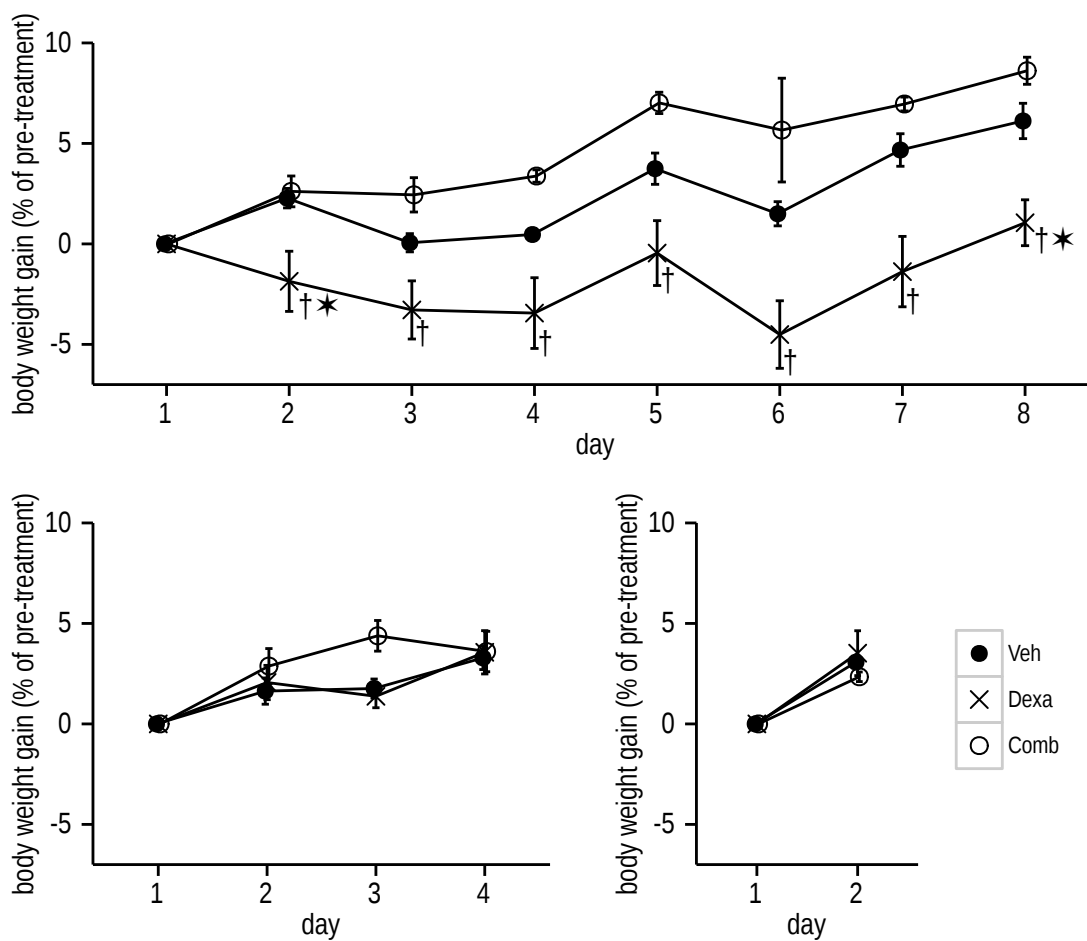 body weight gain (% of pre-treatment)
10
5
0
-5
†✶
†
†
†
†
†
†✶
1 2 3 4 5 6 7 8
day
body weight gain (% of pre-treatment)
10
5
0
-5
1 2 3 4
day
body weight gain (% of pre-treatment)
10
5
0
-5
1 2
day
Veh
Dexa
Comb